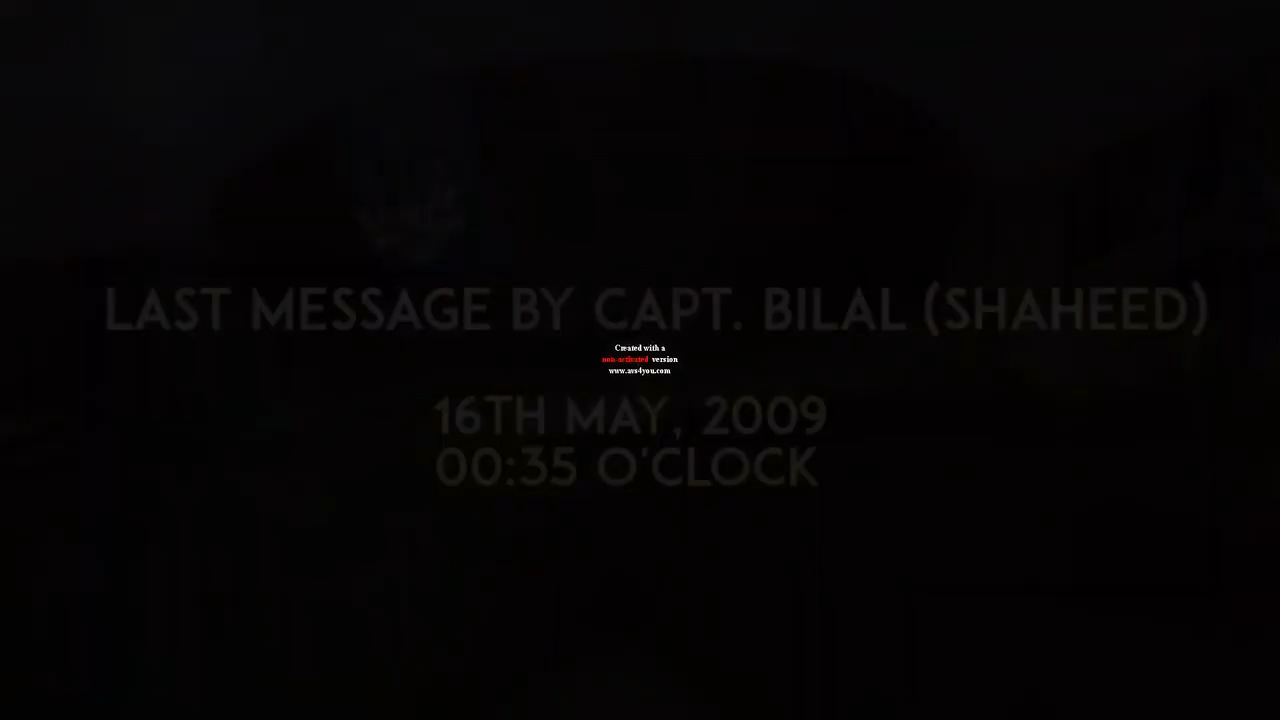 LAST MESSAGE BY CAPT. BILAL (SHAHEED)
Created with a
non-activated version
www.avs4you.com
16TH MAY, 2009
00:35 O'CLOCK